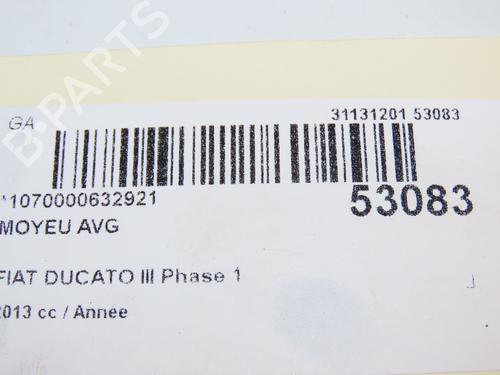 B-PARTS
GA
31131201 53083
*1070000632921
53083
MOYEU AVG
FIAT DUCATO III Phase 1
2013 cc / Année